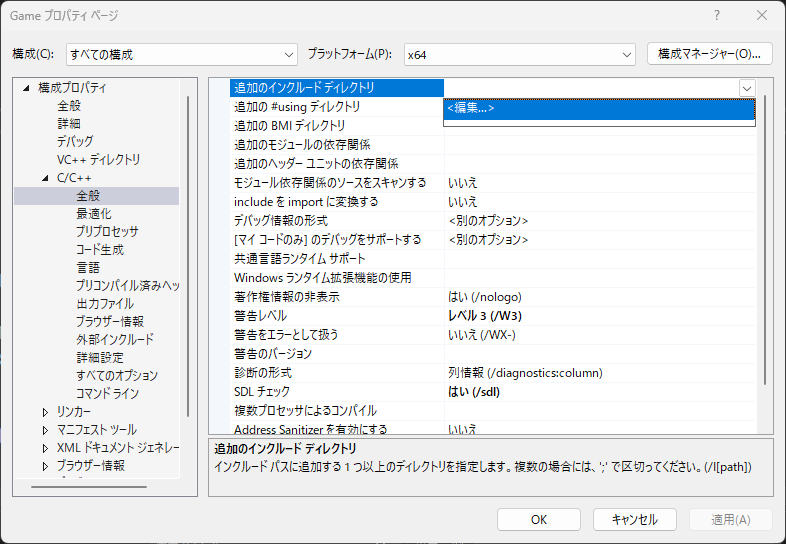 Game プロパティ ページ
構成(C): すべての構成 プラットフォーム(P): x64 構成マネージャー(O)...
構成プロパティ
全般
詳細
デバッグ
VC++ ディレクトリ
C/C++
全般
最適化
プリプロセッサ
コード生成
言語
プリコンパイル済みヘッ
出力ファイル
ブラウザー情報
外部インクルード
詳細設定
すべてのオプション
コマンド ライン
リンカー
マニフェスト ツール
XML ドキュメント ジェネレー
ブラウザー情報
追加のインクルード ディレクトリ
<編集...>
追加の #using ディレクトリ
追加の BMI ディレクトリ
追加のモジュールの依存関係
追加のヘッダー ユニットの依存関係
モジュール依存関係のソースをスキャンする いいえ
include を import に変換する いいえ
デバッグ情報の形式 <別のオプション>
[マイ コードのみ] のデバッグをサポートする <別のオプション>
共通言語ランタイム サポート
Windows ランタイム拡張機能の使用
著作権情報の非表示 はい (/nologo)
警告レベル レベル 3 (/W3)
警告をエラーとして扱う いいえ (/WX-)
警告のバージョン
診断の形式 列情報 (/diagnostics:column)
SDL チェック はい (/sdl)
複数プロセッサによるコンパイル
Address Sanitizer を有効にする いいえ
追加のインクルード ディレクトリ
インクルード パスに追加する 1 つ以上のディレクトリを指定します。複数の場合には、';' で区切ってください。(/I[path])
OK キャンセル 適用(A)